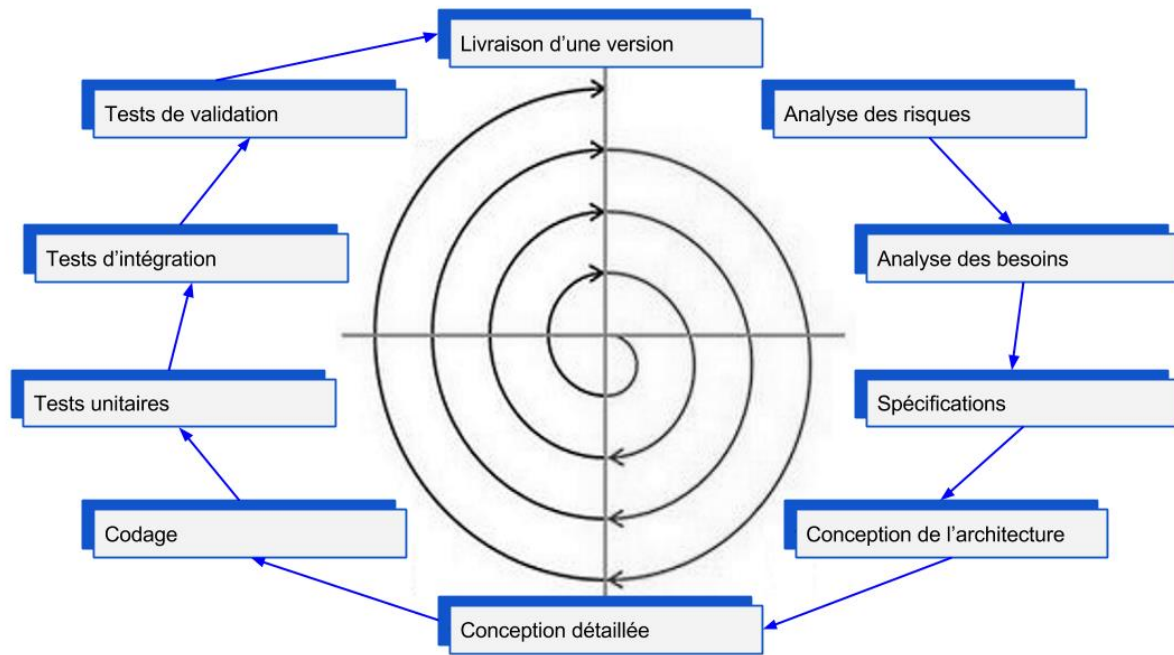 Livraison d’une version
Tests de validation
Analyse des risques
Tests d’intégration
Analyse des besoins
Tests unitaires
Spécifications
Codage
Conception de l’architecture
Conception détaillée